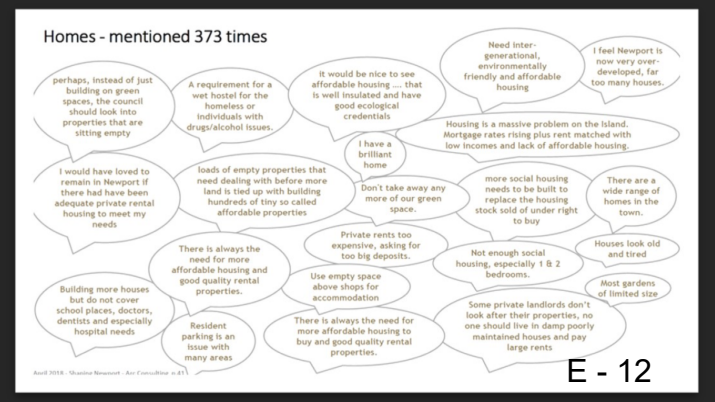 Homes - mentioned 373 times
perhaps, instead of just
building on green
spaces, the council
should look into
properties that are
sitting empty
A requirement for a
wet hostel for the
homeless or
individuals with
drugs/alcohol issues.
it would be nice to see
affordable housing .... that
is well insulated and have
good ecological
credentials
Need inter-
generational,
environmentally
friendly and affordable
housing
I feel Newport is
now very over-
developed, far
too many houses.
Housing is a massive problem on the Island.
Mortgage rates rising plus rent matched with
low incomes and lack of affordable housing.
I have a
brilliant
home
I would have loved to
remain in Newport if
there had have been
adequate private rental
housing to meet my
needs
loads of empty properties that
need dealing with before more
land is tied up with building
hundreds of tiny so called
affordable properties
Don't take away any
more of our green
space.
more social housing
needs to be built to
replace the housing
stock sold of under right
to buy
There are a
wide range of
homes in the
town.
Private rents too
expensive, asking for
too big deposits.
There is always the
need for more
affordable housing and
good quality rental
properties.
Not enough social
housing, especially 1 & 2
bedrooms.
Houses look old
and tired
Use empty space
above shops for
accommodation
Most gardens
of limited size
Building more houses
but do not cover
school places, doctors,
dentists and especially
hospital needs
Resident
parking is an
issue with
many areas
There is always the need for
more affordable housing to
buy and good quality rental
properties.
Some private landlords don't
look after their properties, no
one should live in damp poorly
maintained houses and pay
large rents
April 2018 - Shaping Newport - Arc Consulting p.41
E - 12